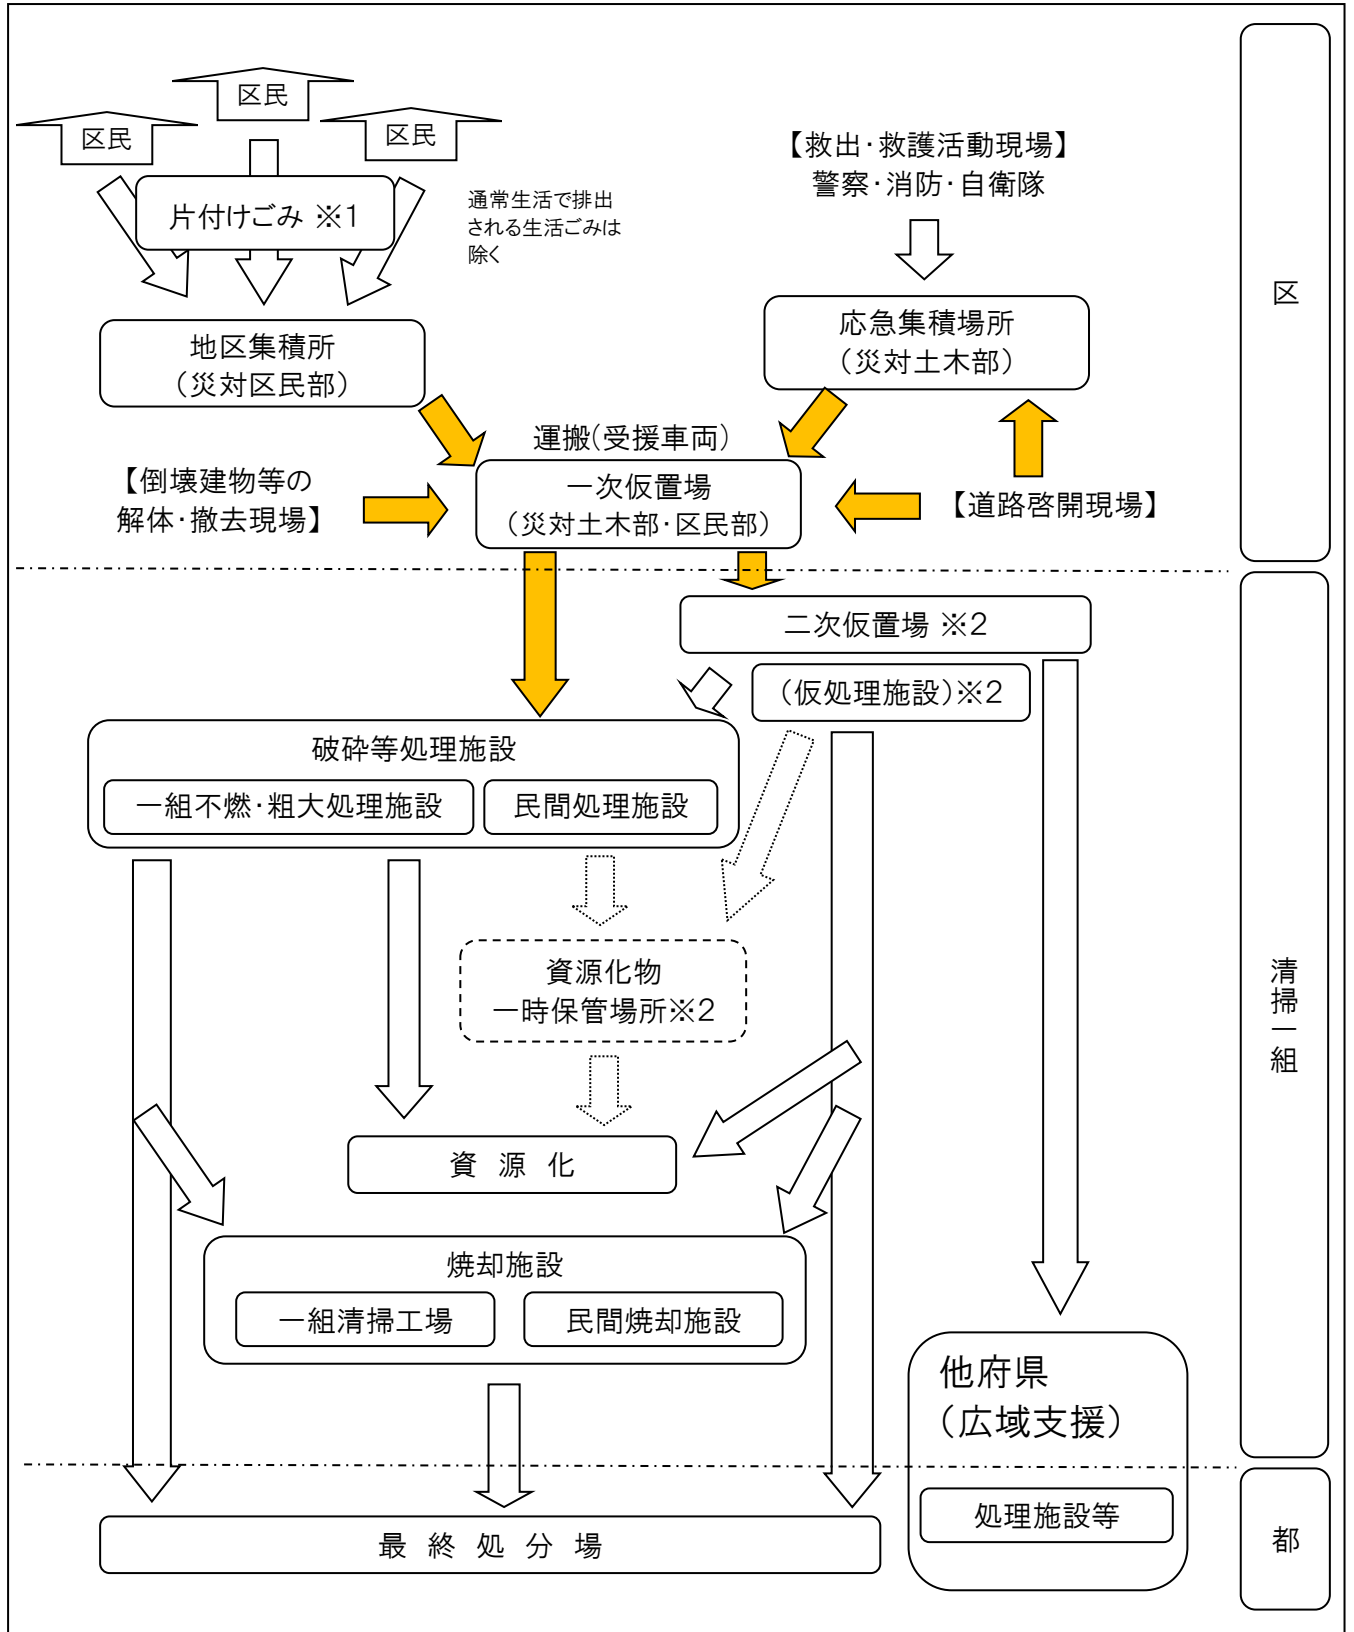 区民
区民
区民
片付けごみ ※1
通常生活で排出
される生活ごみは
除く
【救出・救護活動現場】
警察・消防・自衛隊
地区集積所
（災対区民部）
応急集積場所
（災対土木部）
運搬（受援車両）
【倒壊建物等の
解体・撤去現場】
一次仮置場
（災対土木部・区民部）
【道路啓開現場】
区
二次仮置場 ※2
（仮処理施設）※2
破砕等処理施設
一組不燃・粗大処理施設
民間処理施設
資源化物
一時保管場所※2
資 源 化
焼却施設
一組清掃工場
民間焼却施設
清掃一組
他府県
（広域支援）
処理施設等
最 終 処 分 場
都